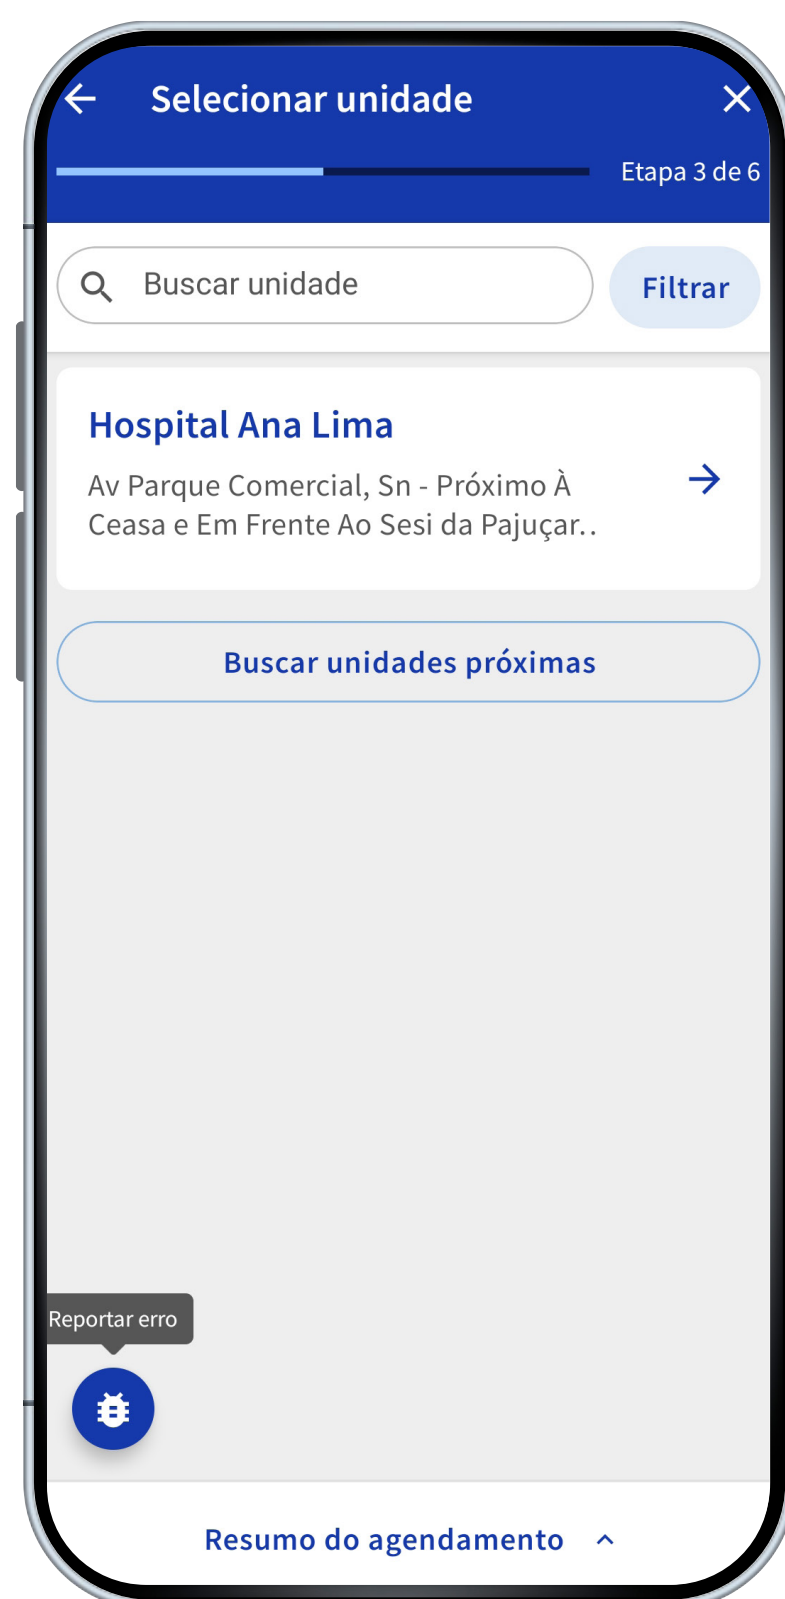 Selecionar unidade
Etapa 3 de 6
Buscar unidade
Filtrar
Hospital Ana Lima
Av Parque Comercial, Sn - Próximo À
Ceasa e Em Frente Ao Sesi da Pajuçar..
Buscar unidades próximas
Reportar erro
Resumo do agendamento